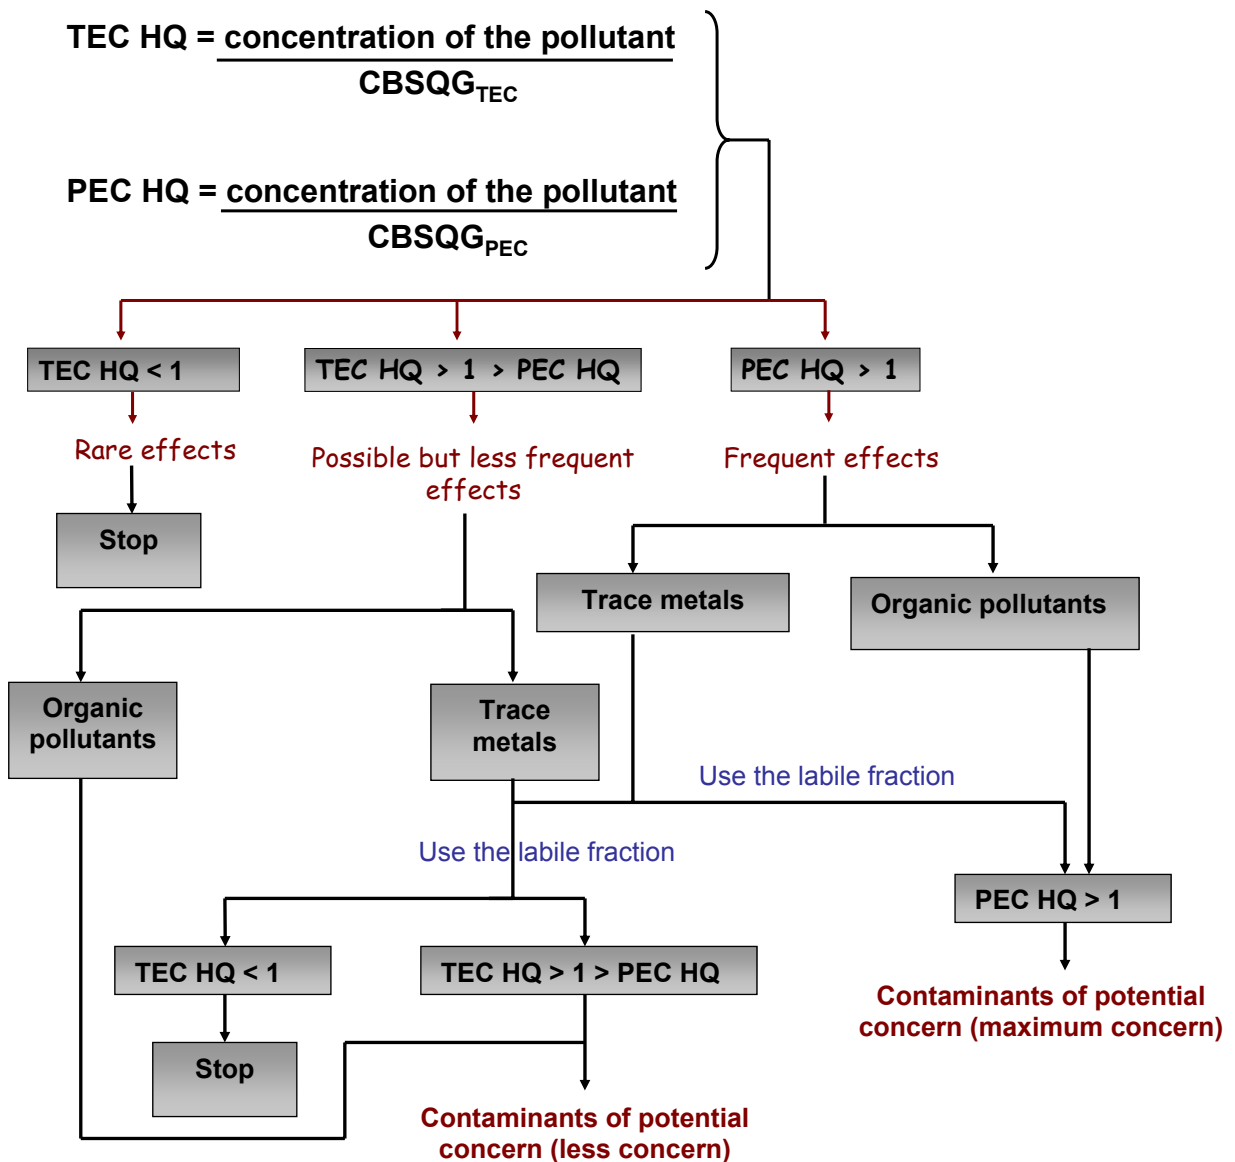 TEC HQ = concentration of the pollutant
CBSQG_TEC
PEC HQ = concentration of the pollutant
CBSQG_PEC
TEC HQ < 1
TEC HQ > 1 > PEC HQ
PEC HQ > 1
Rare effects
Possible but less frequent
effects
Frequent effects
Stop
Trace metals
Organic pollutants
Organic
pollutants
Trace
metals
Use the labile fraction
Use the labile fraction
PEC HQ > 1
TEC HQ < 1
TEC HQ > 1 > PEC HQ
Contaminants of potential
concern (maximum concern)
Stop
Contaminants of potential
concern (less concern)